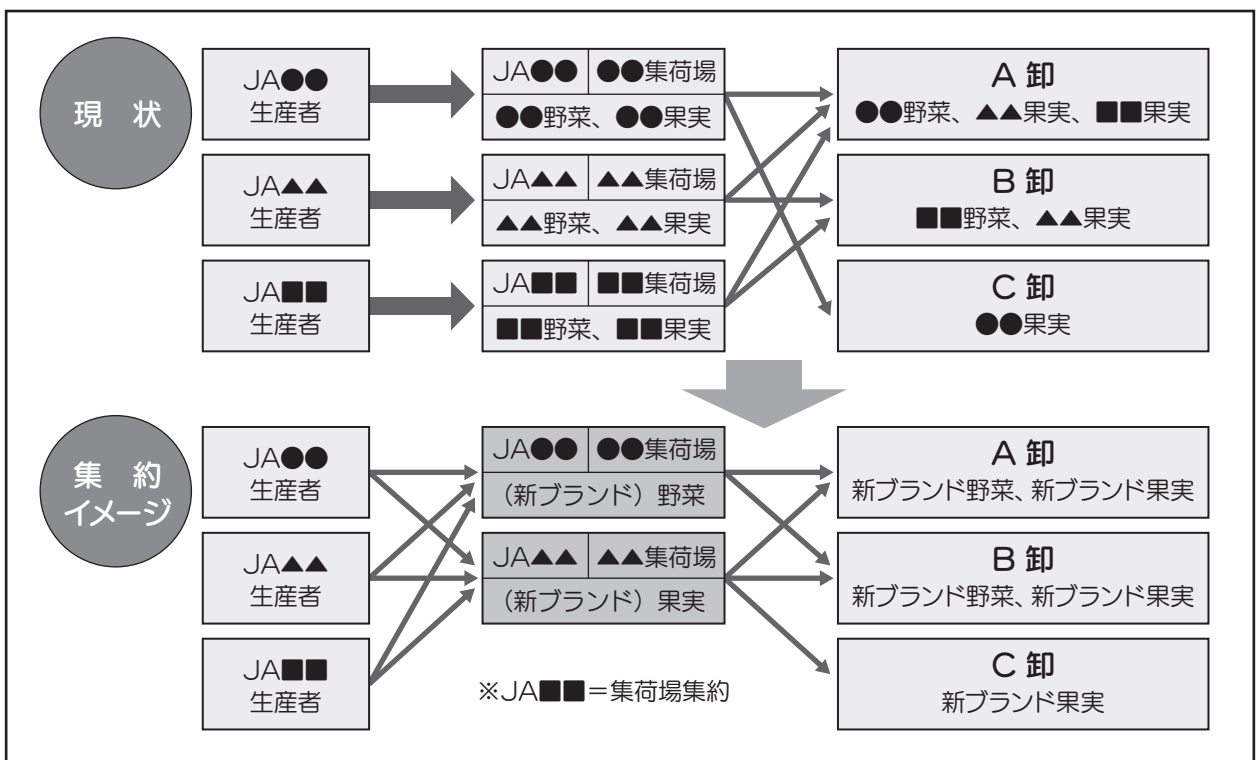 現 状
JA●●
生産者
JA●● ●●集荷場
●●野菜、●●果実
A 卸
●●野菜、▲▲果実、■■果実
JA▲▲
生産者
JA▲▲ ▲▲集荷場
▲▲野菜、▲▲果実
B 卸
■■野菜、▲▲果実
JA■■
生産者
JA■■ ■■集荷場
■■野菜、■■果実
C 卸
●●果実
集 約
イメージ
JA●●
生産者
JA●● ●●集荷場
(新ブランド)野菜
A 卸
新ブランド野菜、新ブランド果実
JA▲▲
生産者
JA▲▲ ▲▲集荷場
(新ブランド)果実
B 卸
新ブランド野菜、新ブランド果実
JA■■
生産者
※JA■■=集荷場集約
C 卸
新ブランド果実